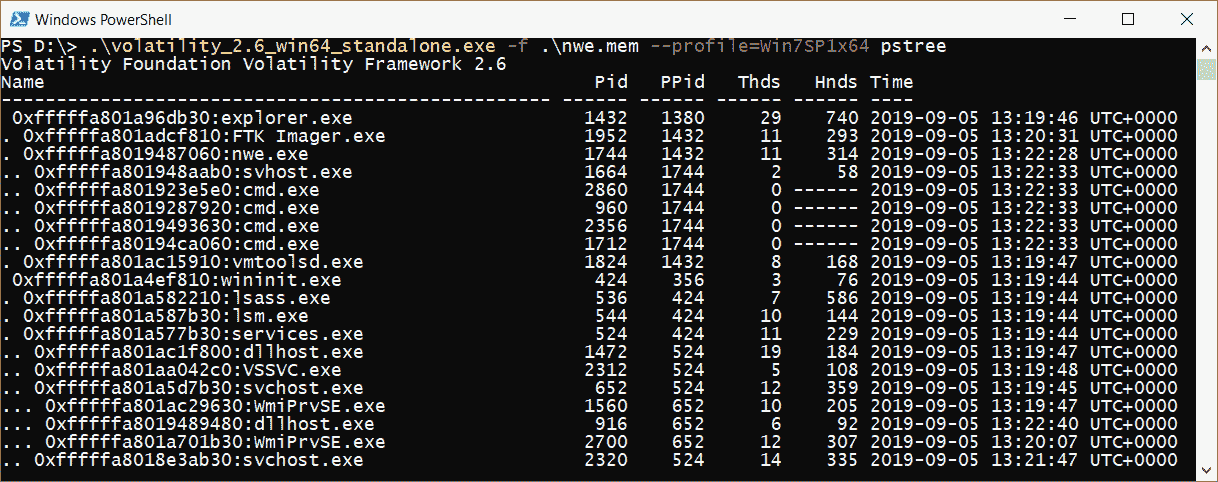 Windows PowerShell
PS D:\> .\volatility_2.6_win64_standalone.exe -f .\nwe.mem --profile=Win7SP1x64 pstree
Volatility Foundation Volatility Framework 2.6
Name                                                  Pid   PPid   Thds   Hnds Time
-------------------------------------------------- ------ ------ ------ ------ ----
 0xfffffa801a96db30:explorer.exe                     1432   1380     29    740 2019-09-05 13:19:46 UTC+0000
. 0xfffffa801adcf810:FTK Imager.exe                  1952   1432     11    293 2019-09-05 13:20:31 UTC+0000
. 0xfffffa8019487060:nwe.exe                         1744   1432     11    314 2019-09-05 13:22:28 UTC+0000
.. 0xfffffa801948aab0:svhost.exe                     1664   1744      2     58 2019-09-05 13:22:33 UTC+0000
.. 0xfffffa801923e5e0:cmd.exe                        2860   1744      0 ------ 2019-09-05 13:22:33 UTC+0000
.. 0xfffffa8019287920:cmd.exe                         960   1744      0 ------ 2019-09-05 13:22:33 UTC+0000
.. 0xfffffa8019493630:cmd.exe                        2356   1744      0 ------ 2019-09-05 13:22:33 UTC+0000
.. 0xfffffa80194ca060:cmd.exe                        1712   1744      0 ------ 2019-09-05 13:22:33 UTC+0000
. 0xfffffa801ac15910:vmtoolsd.exe                    1824   1432      8    168 2019-09-05 13:19:47 UTC+0000
 0xfffffa801a4ef810:wininit.exe                       424    356      3     76 2019-09-05 13:19:44 UTC+0000
. 0xfffffa801a582210:lsass.exe                        536    424      7    586 2019-09-05 13:19:44 UTC+0000
. 0xfffffa801a587b30:lsm.exe                          544    424     10    144 2019-09-05 13:19:44 UTC+0000
. 0xfffffa801a577b30:services.exe                     524    424     11    229 2019-09-05 13:19:44 UTC+0000
.. 0xfffffa801ac1f800:dllhost.exe                    1472    524     19    184 2019-09-05 13:19:47 UTC+0000
.. 0xfffffa801aa042c0:VSSVC.exe                      2312    524      5    108 2019-09-05 13:19:48 UTC+0000
.. 0xfffffa801a5d7b30:svchost.exe                     652    524     12    359 2019-09-05 13:19:45 UTC+0000
... 0xfffffa801ac29630:WmiPrvSE.exe                  1560    652     10    205 2019-09-05 13:19:47 UTC+0000
... 0xfffffa8019489480:dllhost.exe                    916    652      6     92 2019-09-05 13:22:40 UTC+0000
... 0xfffffa801a701b30:WmiPrvSE.exe                  2700    652     12    307 2019-09-05 13:20:07 UTC+0000
.. 0xfffffa8018e3ab30:svchost.exe                    2320    524     14    335 2019-09-05 13:21:47 UTC+0000